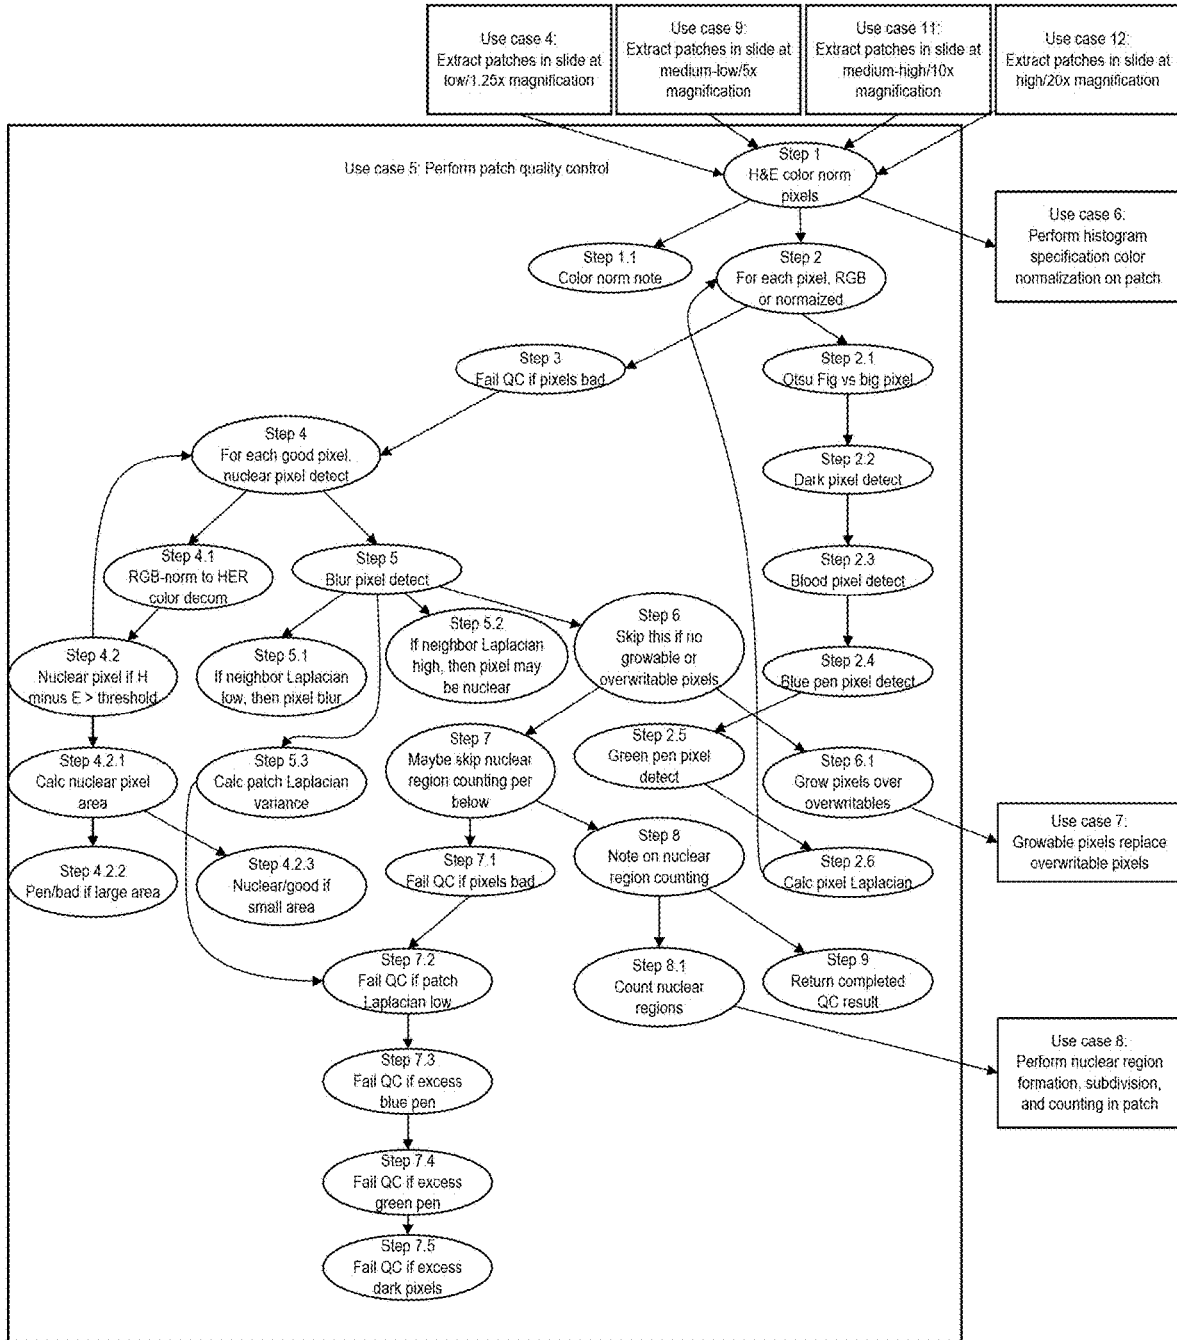 Use case 4:
Extract patches in slide at
low/1.25x magnification
Use case 9:
Extract patches in slide at
medium-low/5x
magnification
Use case 11:
Extract patches in slide at
medium-high/10x
magnification
Use case 12:
Extract patches in slide at
high/20x magnification
Use case 5: Perform patch quality control
Step 1
H&E color norm
pixels
Use case 6:
Perform histogram
specification color
normalization on patch
Step 1.1
Color norm note
Step 2
For each pixel, RGB
or normaized
Step 3
Fail QC if pixels bad
Step 2.1
Otsu Fig vs big pixel
Step 4
For each good pixel,
nuclear pixel detect
Step 2.2
Dark pixel detect
Step 4.1
RGB-norm to HER
color decom
Step 5
Blur pixel detect
Step 2.3
Blood pixel detect
Step 4.2
Nuclear pixel if H
minus E > threshold
Step 5.1
If neighbor Laplacian
low, then pixel blur
Step 5.2
If neighbor Laplacian
high, then pixel may
be nuclear
Step 6
Skip this if no
growable or
overwritable pixels
Step 2.4
Blue pen pixel detect
Step 4.2.1
Calc nuclear pixel
area
Step 5.3
Calc patch Laplacian
variance
Step 7
Maybe skip nuclear
region counting per
below
Step 2.5
Green pen pixel
detect
Step 6.1
Grow pixels over
overwritables
Use case 7:
Growable pixels replace
overwritable pixels
Step 4.2.2
Pen/bad if large area
Step 4.2.3
Nuclear/good if
small area
Step 7.1
Fail QC if pixels bad
Step 8
Note on nuclear
region counting
Step 2.6
Calc pixel Laplacian
Step 7.2
Fail QC if patch
Laplacian low
Step 8.1
Count nuclear
regions
Step 9
Return completed
QC result
Use case 8:
Perform nuclear region
formation, subdivision,
and counting in patch
Step 7.3
Fail QC if excess
blue pen
Step 7.4
Fail QC if excess
green pen
Step 7.5
Fail QC if excess
dark pixels